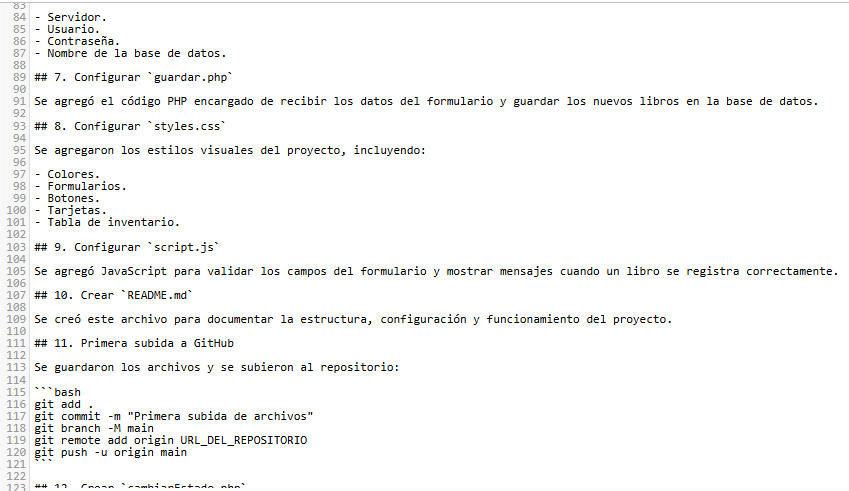 83
84 - Servidor.
85 - Usuario.
86 - Contraseña.
87 - Nombre de la base de datos.
88
89 ## 7. Configurar `guardar.php`
90
91 Se agregó el código PHP encargado de recibir los datos del formulario y guardar los nuevos libros en la base de datos.
92
93 ## 8. Configurar `styles.css`
94
95 Se agregaron los estilos visuales del proyecto, incluyendo:
96
97 - Colores.
98 - Formularios.
99 - Botones.
100 - Tarjetas.
101 - Tabla de inventario.
102
103 ## 9. Configurar `script.js`
104
105 Se agregó JavaScript para validar los campos del formulario y mostrar mensajes cuando un libro se registra correctamente.
106
107 ## 10. Crear `README.md`
108
109 Se creó este archivo para documentar la estructura, configuración y funcionamiento del proyecto.
110
111 ## 11. Primera subida a GitHub
112
113 Se guardaron los archivos y se subieron al repositorio:
114
115 ```bash
116 git add .
117 git commit -m "Primera subida de archivos"
118 git branch -M main
119 git remote add origin URL_DEL_REPOSITORIO
120 git push -u origin main
121 ```
122
123 ## 12. Crear `cambiarEstado.php`